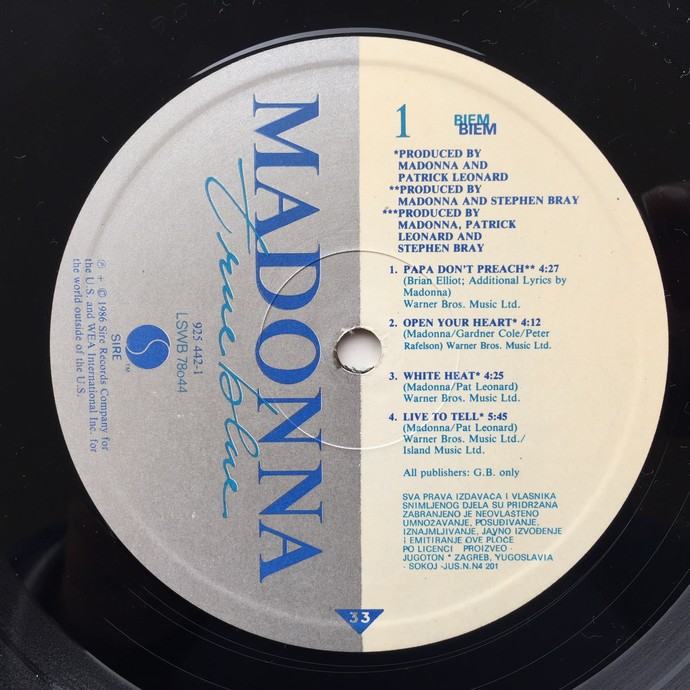 MADONNA
True Blue
925 442-1
LSWB 78044
SIRE
TM
℗ + © 1986 Sire Records Company for
the U.S. and WEA International Inc. for
the world outside of the U.S.
1
BIEM
BIEM
*PRODUCED BY
MADONNA AND
PATRICK LEONARD
**PRODUCED BY
MADONNA AND STEPHEN BRAY
***PRODUCED BY
MADONNA, PATRICK
LEONARD AND
STEPHEN BRAY
1. PAPA DON'T PREACH** 4:27
(Brian Elliot; Additional Lyrics by
Madonna)
Warner Bros. Music Ltd.
2. OPEN YOUR HEART* 4:12
(Madonna/Gardner Cole/Peter
Rafelson) Warner Bros. Music Ltd.
3. WHITE HEAT* 4:25
(Madonna/Pat Leonard)
Warner Bros. Music Ltd.
4. LIVE TO TELL* 5:45
(Madonna/Pat Leonard)
Warner Bros. Music Ltd./
Island Music Ltd.
All publishers: G.B. only
SVA PRAVA IZDAVACA I VLASNIKA
SNIMLJENOG DJELA SU PRIDRZANA
ZABRANJENO JE NEOVLASTENO
UMNOZAVANJE, POSUĐIVANJE,
IZNAJMLJIVANJE, JAVNO IZVOĐENJE
I EMITIRANJE OVE PLOČE
PO LICENCI PROIZVEO -
JUGOTON * ZAGREB, YUGOSLAVIA
- SOKOJ -JUS.N.N4 201
33